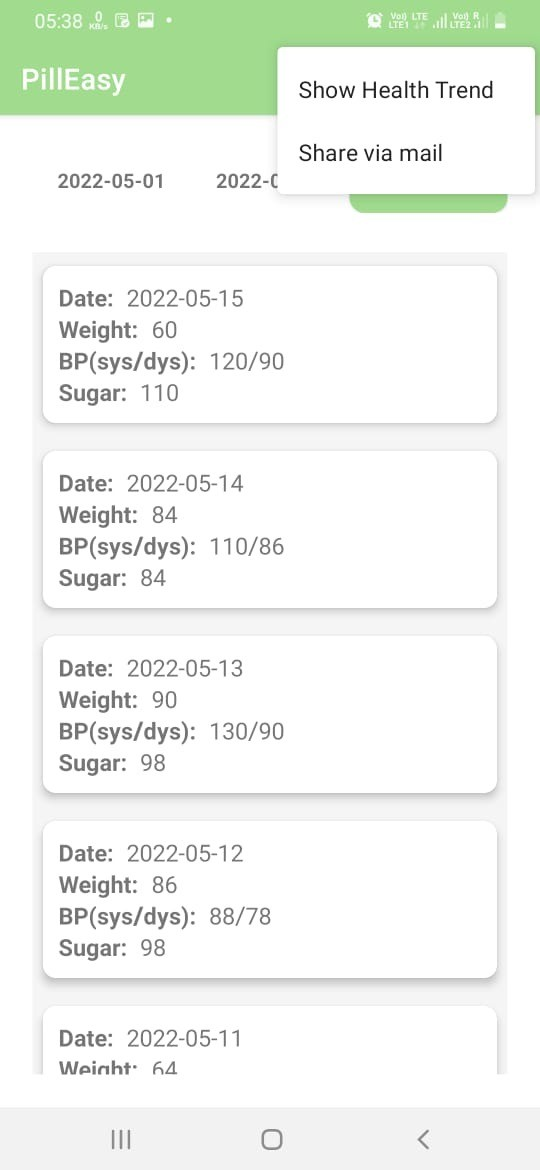 05:38 0 KB/s Vo) LTE LTE1 Vo) R LTE2
PillEasy
Show Health Trend
Share via mail
2022-05-01 2022-0
Date: 2022-05-15
Weight: 60
BP(sys/dys): 120/90
Sugar: 110
Date: 2022-05-14
Weight: 84
BP(sys/dys): 110/86
Sugar: 84
Date: 2022-05-13
Weight: 90
BP(sys/dys): 130/90
Sugar: 98
Date: 2022-05-12
Weight: 86
BP(sys/dys): 88/78
Sugar: 98
Date: 2022-05-11
Weight: 64